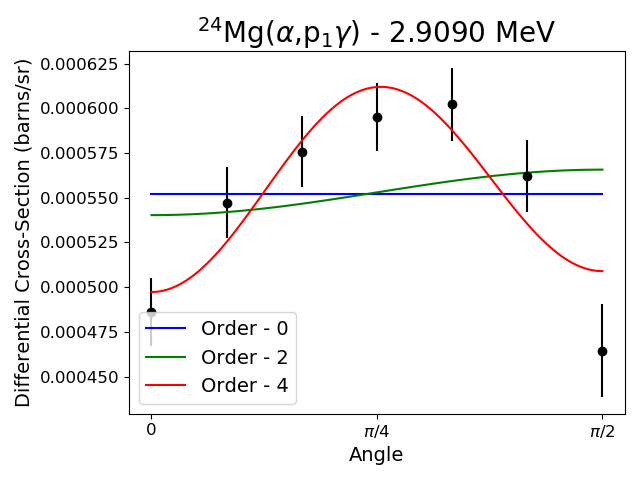 ²⁴Mg(α,p₁γ) - 2.9090 MeV
Differential Cross-Section (barns/sr)
0.000625
0.000600
0.000575
0.000550
0.000525
0.000500
0.000475
0.000450
Order - 0
Order - 2
Order - 4
0 π/4 π/2
Angle